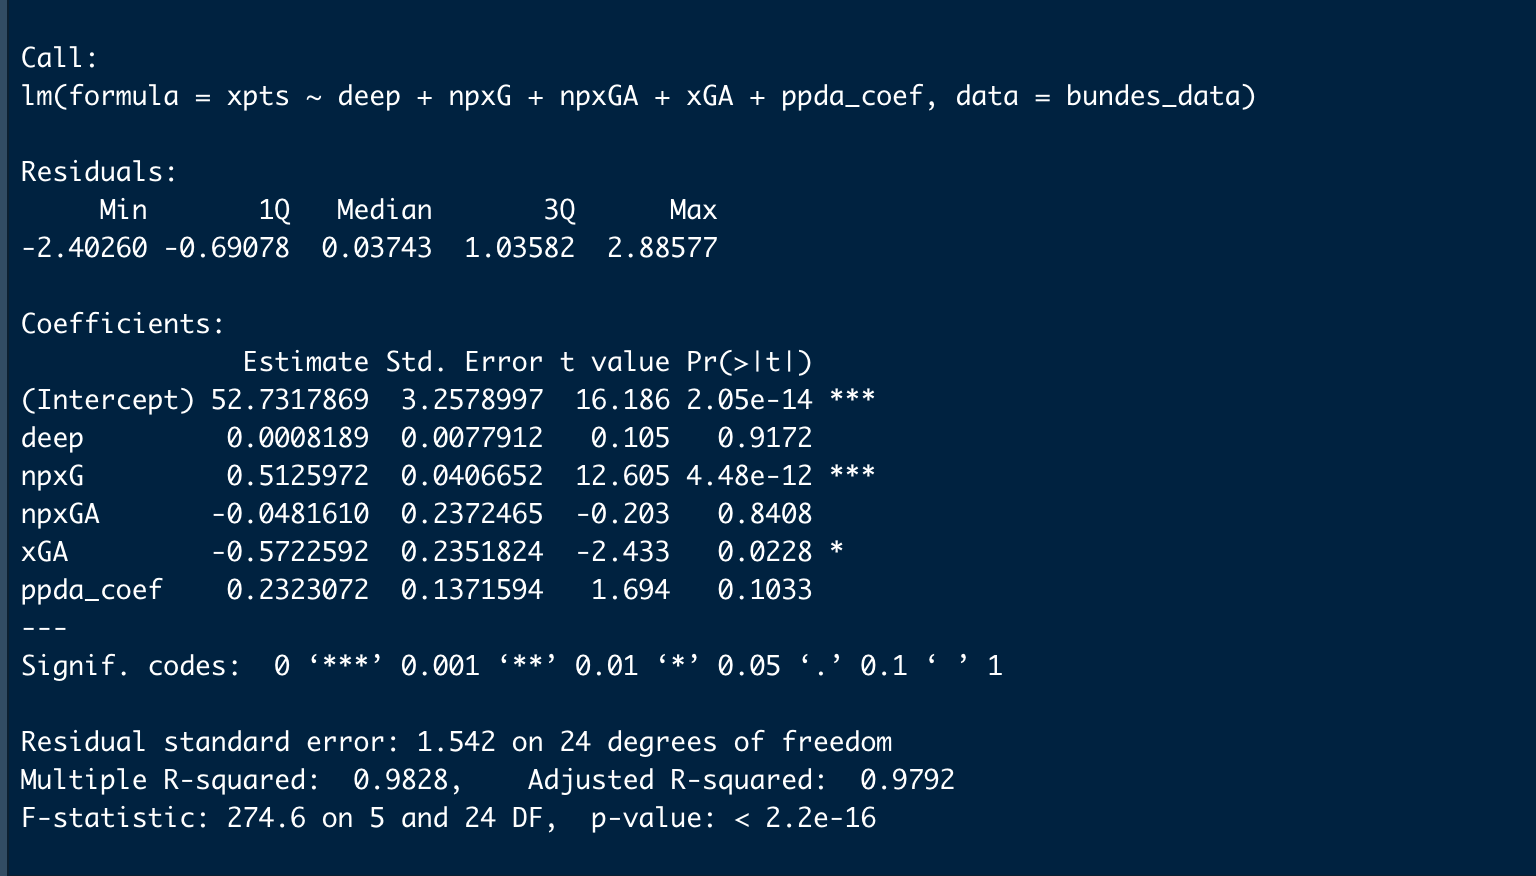 Call:
lm(formula = xpts ~ deep + npxG + npxGA + xGA + ppda_coef, data = bundes_data)
Residuals:
     Min       1Q   Median       3Q      Max
-2.40260 -0.69078  0.03743  1.03582  2.88577
Coefficients:
              Estimate Std. Error t value Pr(>|t|)
(Intercept) 52.7317869  3.2578997  16.186 2.05e-14 ***
deep         0.0008189  0.0077912   0.105   0.9172
npxG         0.5125972  0.0406652  12.605 4.48e-12 ***
npxGA       -0.0481610  0.2372465  -0.203   0.8408
xGA         -0.5722592  0.2351824  -2.433   0.0228 *
ppda_coef    0.2323072  0.1371594   1.694   0.1033
---
Signif. codes:  0 ‘***’ 0.001 ‘**’ 0.01 ‘*’ 0.05 ‘.’ 0.1 ‘ ’ 1
Residual standard error: 1.542 on 24 degrees of freedom
Multiple R-squared:  0.9828,    Adjusted R-squared:  0.9792
F-statistic: 274.6 on 5 and 24 DF,  p-value: < 2.2e-16